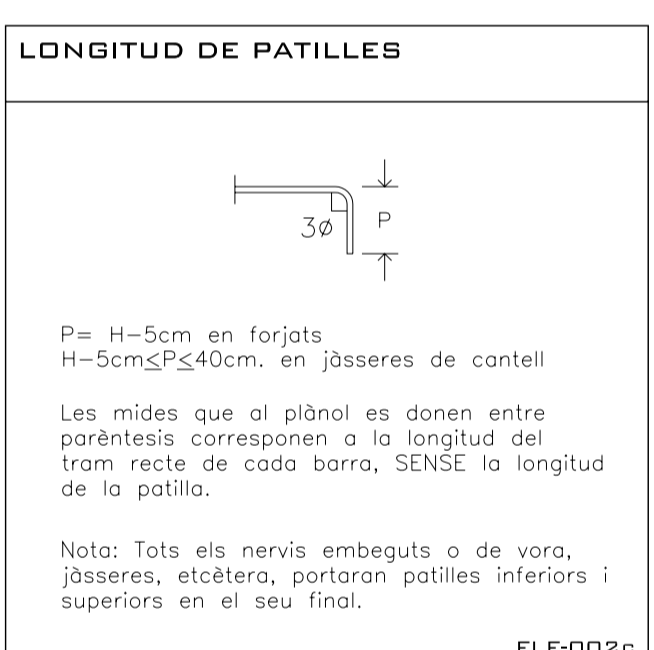 LONGITUD DE PATILLES
3ø
P
P= H-5cm en forjats
H-5cm≤P≤40cm. en jàsseres de cantell
Les mides que al plànol es donen entre
parèntesis corresponen a la longitud del
tram recte de cada barra, SENSE la longitud
de la patilla.
Nota: Tots els nervis embeguts o de vora,
jàsseres, etcètera, portaran patilles inferiors i
superiors en el seu final.